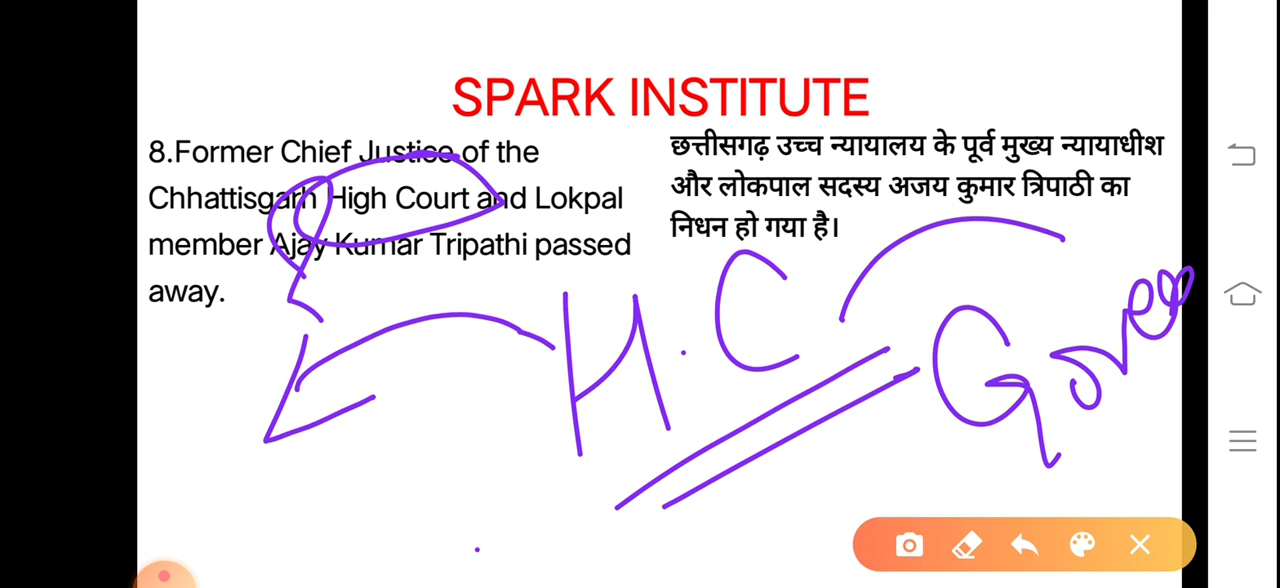 SPARK INSTITUTE
8.Former Chief Justice of the
Chhattisgarh High Court and Lokpal
member Ajay Kumar Tripathi passed
away.
छत्तीसगढ़ उच्च न्यायालय के पूर्व मुख्य न्यायाधीश
और लोकपाल सदस्य अजय कुमार त्रिपाठी का
निधन हो गया है।
H.C